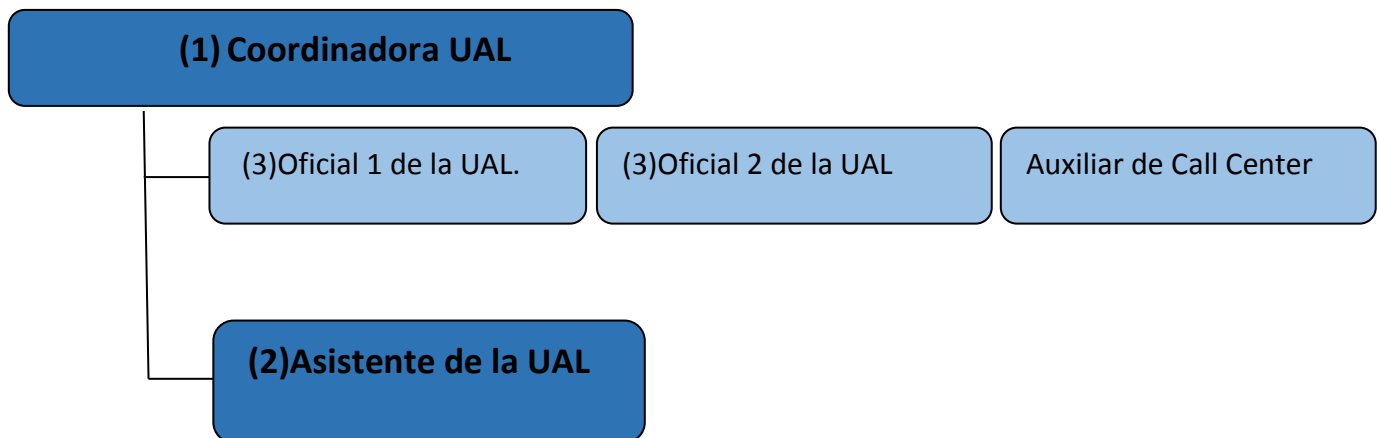 (1) Coordinadora UAL
(3)Oficial 1 de la UAL.
(3)Oficial 2 de la UAL
Auxiliar de Call Center
(2)Asistente de la UAL